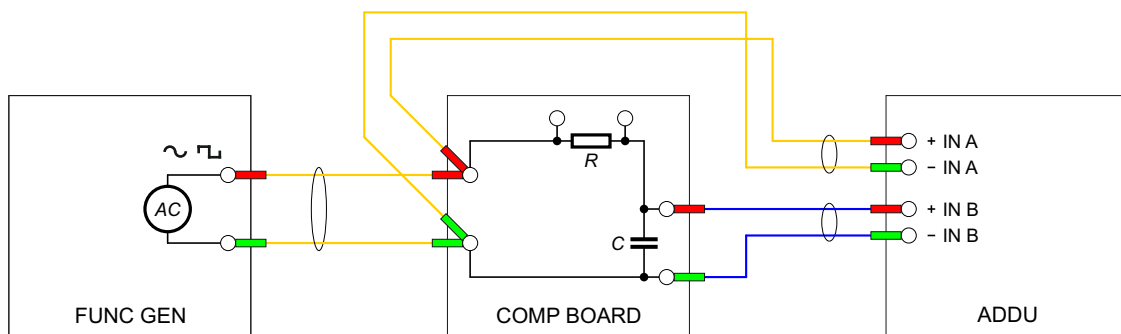 AC
R
C
+ IN A
− IN A
+ IN B
− IN B
FUNC GEN
COMP BOARD
ADDU